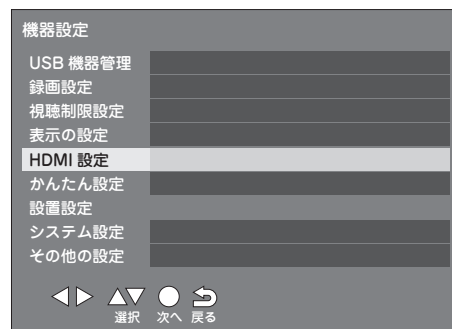 機器設定
USB 機器管理
録画設定
視聴制限設定
表示の設定
HDMI 設定
かんたん設定
設置設定
システム設定
その他の設定
選択 次へ 戻る